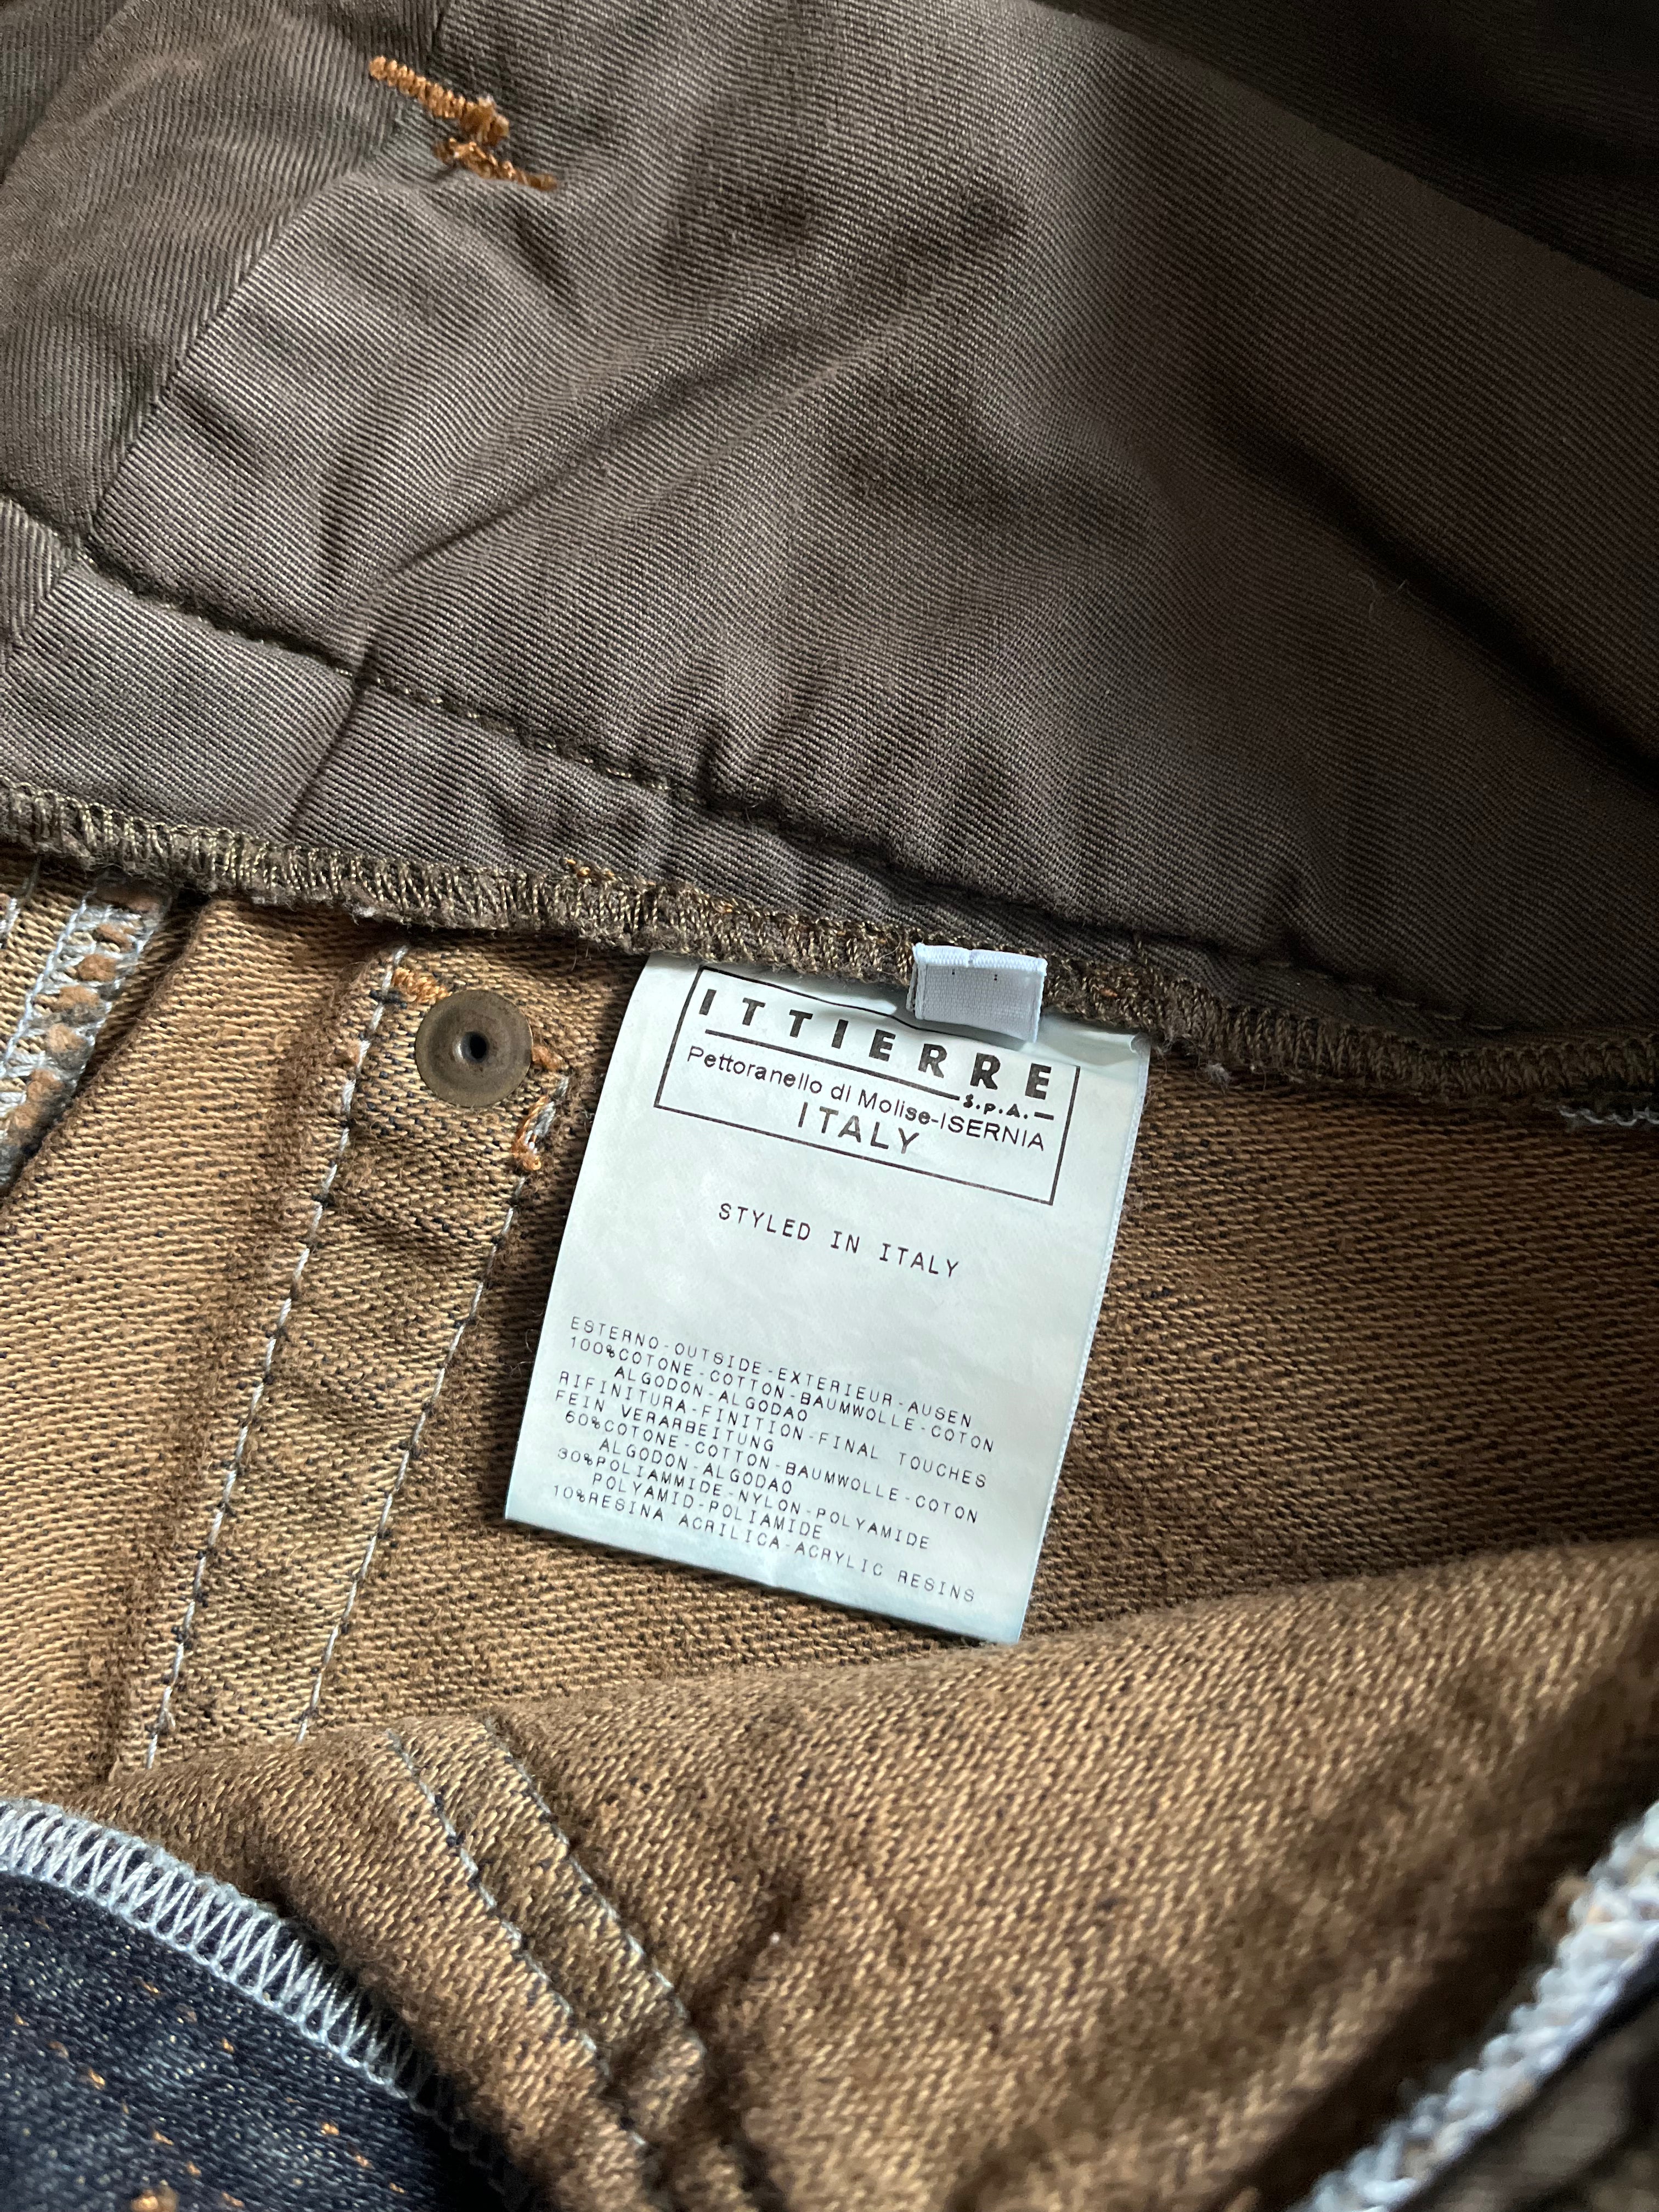 ITTIERRE
S.p.A.
Pettoranello di Molise-ISERNIA
ITALY
STYLED IN ITALY
ESTERNO-OUTSIDE-EXTERIEUR-AUSEN
100%COTONE-COTTON-BAUMWOLLE-COTON
ALGODON-ALGODAO
RIFINITURA-FINITION-FINAL TOUCHES
FEIN VERARBEITUNG
60%COTONE-COTTON-BAUMWOLLE-COTON
ALGODON-ALGODAO
30%POLIAMMIDE-NYLON-POLYAMIDE
POLYAMID-POLIAMIDE
10%RESINA ACRILICA-ACRYLIC RESINS